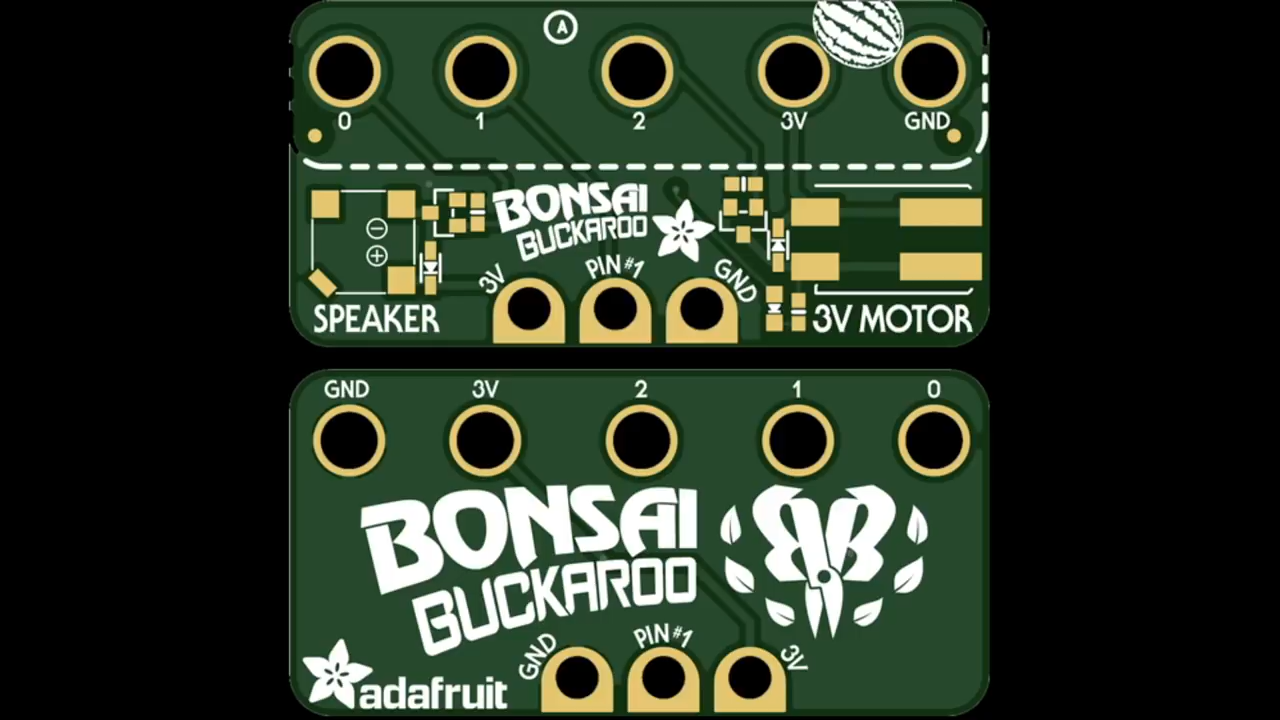 A
0 1 2 3V GND
BONSAI
BUCKAROO
3V PIN #1 GND
SPEAKER
3V MOTOR
GND 3V 2 1 0
BONSAI
BUCKAROO
BB
GND PIN #1 3V
adafruit